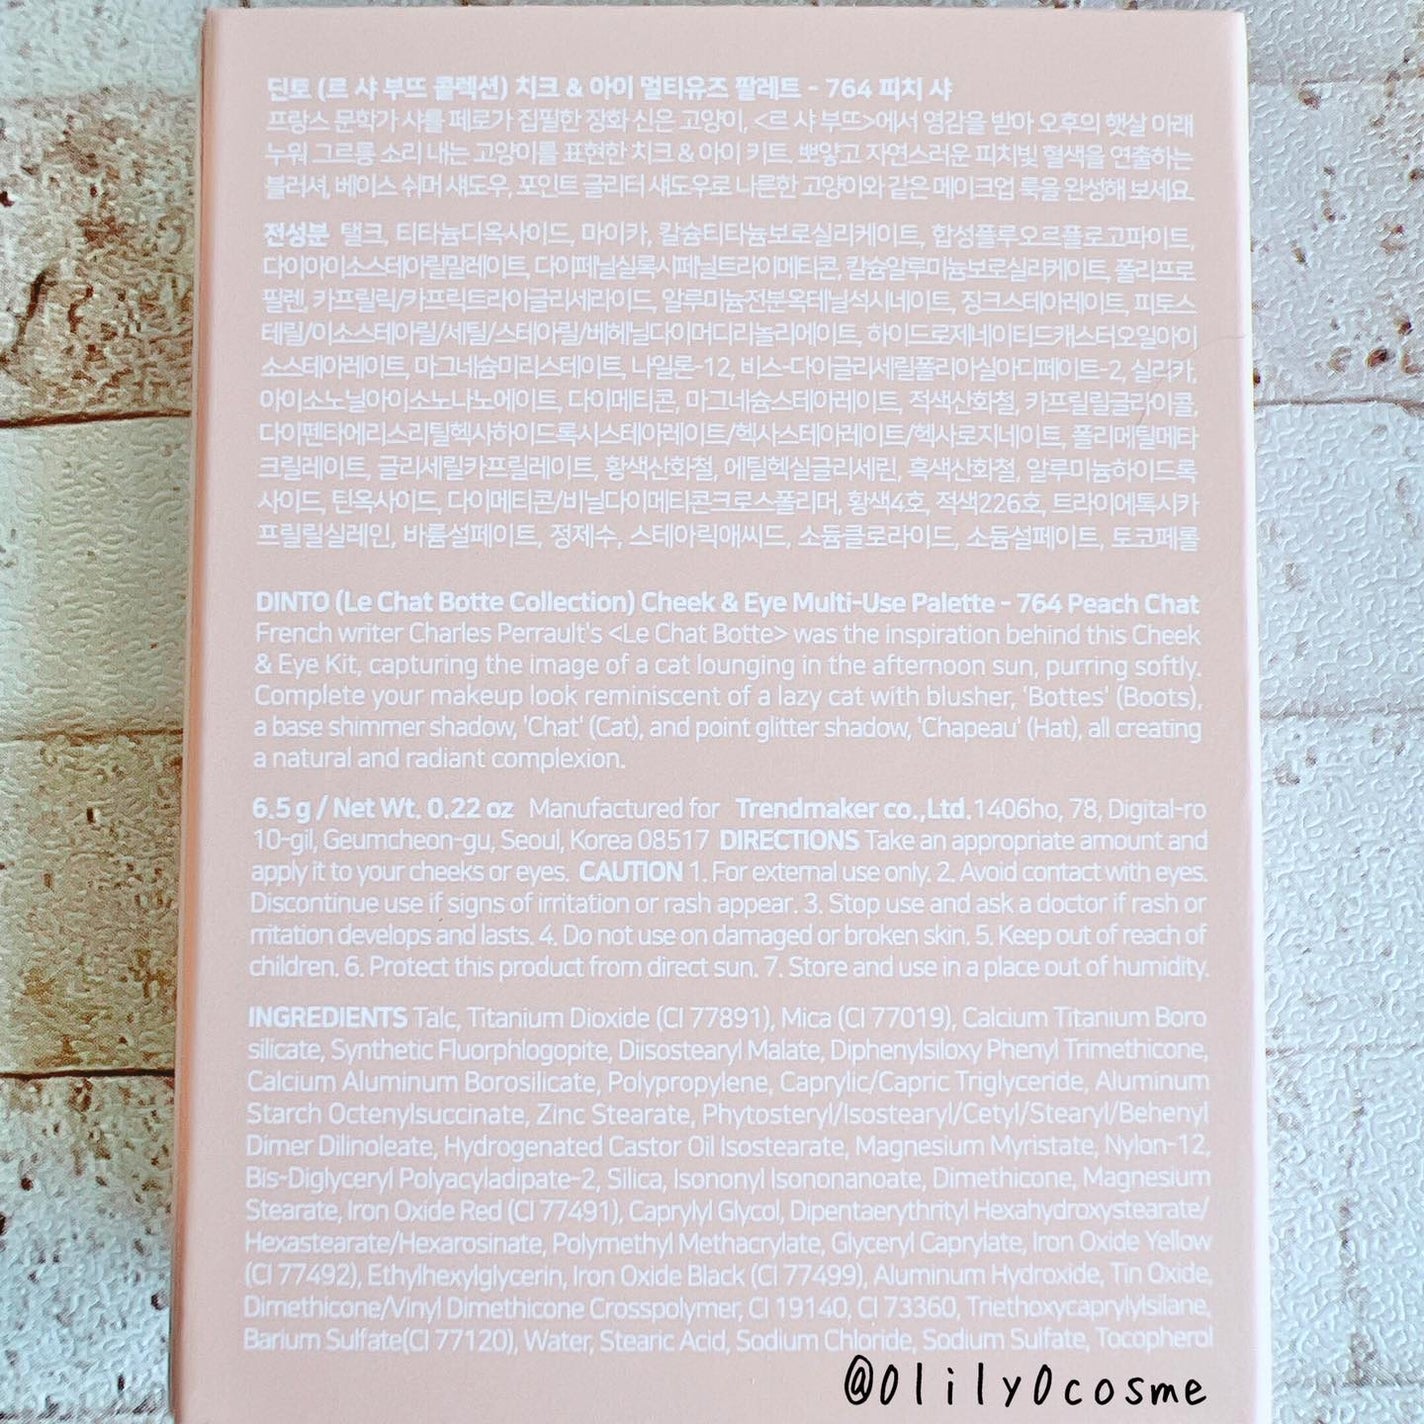 딘토 (르 샤 부뜨 콜렉션) 치크 & 아이 멀티유즈 팔레트 - 764 피치 샤
프랑스 문학가 샤를 페로가 집필한 장화 신은 고양이, <르 샤 부뜨>에서 영감을 받아 오후의 햇살 아래
누워 그르릉 소리 내는 고양이를 표현한 치크 & 아이 키트. 뽀얗고 자연스러운 피치빛 혈색을 연출하는
블러셔, 베이스 쉬머 섀도우, 포인트 글리터 섀도우로 나른한 고양이와 같은 메이크업 룩을 완성해 보세요.
전성분 탤크, 티타늄디옥사이드, 마이카, 칼슘티타늄보로실리케이트, 합성플루오르플로고파이트,
다이아이소스테아릴말레이트, 다이페닐실록시페닐트라이메티콘, 칼슘알루미늄보로실리케이트, 폴리프로
필렌, 카프릴릭/카프릭트라이글리세라이드, 알루미늄전분옥테닐석시네이트, 징크스테아레이트, 피토스
테릴/이소스테아릴/세틸/스테아릴/베헤닐다이머디리놀리에이트, 하이드로제네이티드캐스터오일아이
소스테아레이트, 마그네슘미리스테이트, 나일론-12, 비스-다이글리세릴폴리아실아디페이트-2, 실리카,
아이소노닐아이소노나노에이트, 다이메티콘, 마그네슘스테아레이트, 적색산화철, 카프릴릴글라이콜,
다이펜타에리스리틸헥사하이드록시스테아레이트/헥사스테아레이트/헥사로지네이트, 폴리메틸메타
크릴레이트, 글리세릴카프릴레이트, 황색산화철, 에틸헥실글리세린, 흑색산화철, 알루미늄하이드록
사이드, 틴옥사이드, 다이메티콘/비닐다이메티콘크로스폴리머, 황색4호, 적색226호, 트라이에톡시카
프릴릴실레인, 바륨설페이트, 정제수, 스테아릭애씨드, 소듐클로라이드, 소듐설페이트, 토코페롤
DINTO (Le Chat Botte Collection) Cheek & Eye Multi-Use Palette - 764 Peach Chat
French writer Charles Perrault's <Le Chat Botte> was the inspiration behind this Cheek
& Eye Kit, capturing the image of a cat lounging in the afternoon sun, purring softly.
Complete your makeup look reminiscent of a lazy cat with blusher, 'Bottes' (Boots),
a base shimmer shadow, 'Chat' (Cat), and point glitter shadow, 'Chapeau' (Hat), all creating
a natural and radiant complexion.
6.5 g / Net Wt. 0.22 oz Manufactured for Trendmaker co.,Ltd. 1406ho, 78, Digital-ro
10-gil, Geumcheon-gu, Seoul, Korea 08517 DIRECTIONS Take an appropriate amount and
apply it to your cheeks or eyes. CAUTION 1. For external use only. 2. Avoid contact with eyes.
Discontinue use if signs of irritation or rash appear. 3. Stop use and ask a doctor if rash or
rritation develops and lasts. 4. Do not use on damaged or broken skin. 5. Keep out of reach of
children. 6. Protect this product from direct sun. 7. Store and use in a place out of humidity.
INGREDIENTS Talc, Titanium Dioxide (CI 77891), Mica (CI 77019), Calcium Titanium Boro
silicate, Synthetic Fluorphlogopite, Diisostearyl Malate, Diphenylsiloxy Phenyl Trimethicone,
Calcium Aluminum Borosilicate, Polypropylene, Caprylic/Capric Triglyceride, Aluminum
Starch Octenylsuccinate, Zinc Stearate, Phytosteryl/Isostearyl/Cetyl/Stearyl/Behenyl
Dimer Dilinoleate, Hydrogenated Castor Oil Isostearate, Magnesium Myristate, Nylon-12,
Bis-Diglyceryl Polyacyladipate-2, Silica, Isononyl Isononanoate, Dimethicone, Magnesium
Stearate, Iron Oxide Red (CI 77491), Caprylyl Glycol, Dipentaerythrityl Hexahydroxystearate/
Hexastearate/Hexarosinate, Polymethyl Methacrylate, Glyceryl Caprylate, Iron Oxide Yellow
(CI 77492), Ethylhexylglycerin, Iron Oxide Black (CI 77499), Aluminum Hydroxide, Tin Oxide,
Dimethicone/Vinyl Dimethicone Crosspolymer, CI 19140, CI 73360, Triethoxycaprylylsilane,
Barium Sulfate(CI 77120), Water, Stearic Acid, Sodium Chloride, Sodium Sulfate, Tocopherol
@0lily0cosme